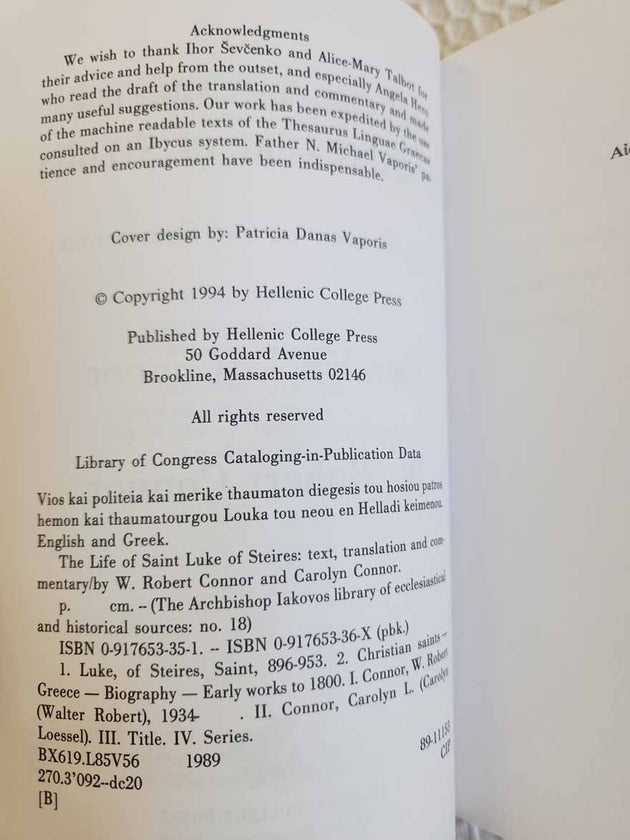 Acknowledgments
We wish to thank Ihor Ševčenko and Alice-Mary Talbot for
their advice and help from the outset, and especially Angela Hero
who read the draft of the translation and commentary and made
many useful suggestions. Our work has been expedited by the use
of the machine readable texts of the Thesaurus Linguae Graecae
consulted on an Ibycus system. Father N. Michael Vaporis' pa-
tience and encouragement have been indispensable.
Cover design by: Patricia Danas Vaporis
© Copyright 1994 by Hellenic College Press
Published by Hellenic College Press
50 Goddard Avenue
Brookline, Massachusetts 02146
All rights reserved
Library of Congress Cataloging-in-Publication Data
Vios kai politeia kai merike thaumaton diegesis tou hosiou patros
hemon kai thaumatourgou Louka tou neou en Helladi keimenou.
English and Greek.
The Life of Saint Luke of Steires: text, translation and com-
mentary/by W. Robert Connor and Carolyn Connor.
p. cm. -- (The Archbishop Iakovos library of ecclesiastical
and historical sources: no. 18)
ISBN 0-917653-35-1. -- ISBN 0-917653-36-X (pbk.)
1. Luke, of Steires, Saint, 896-953. 2. Christian saints —
Greece — Biography — Early works to 1800. I. Connor, W. Robert
(Walter Robert), 1934- . II. Connor, Carolyn L. (Carolyn
Loessel). III. Title. IV. Series.
BX619.L85V56 1989
270.3'092--dc20
89-11153
CIP
[B]